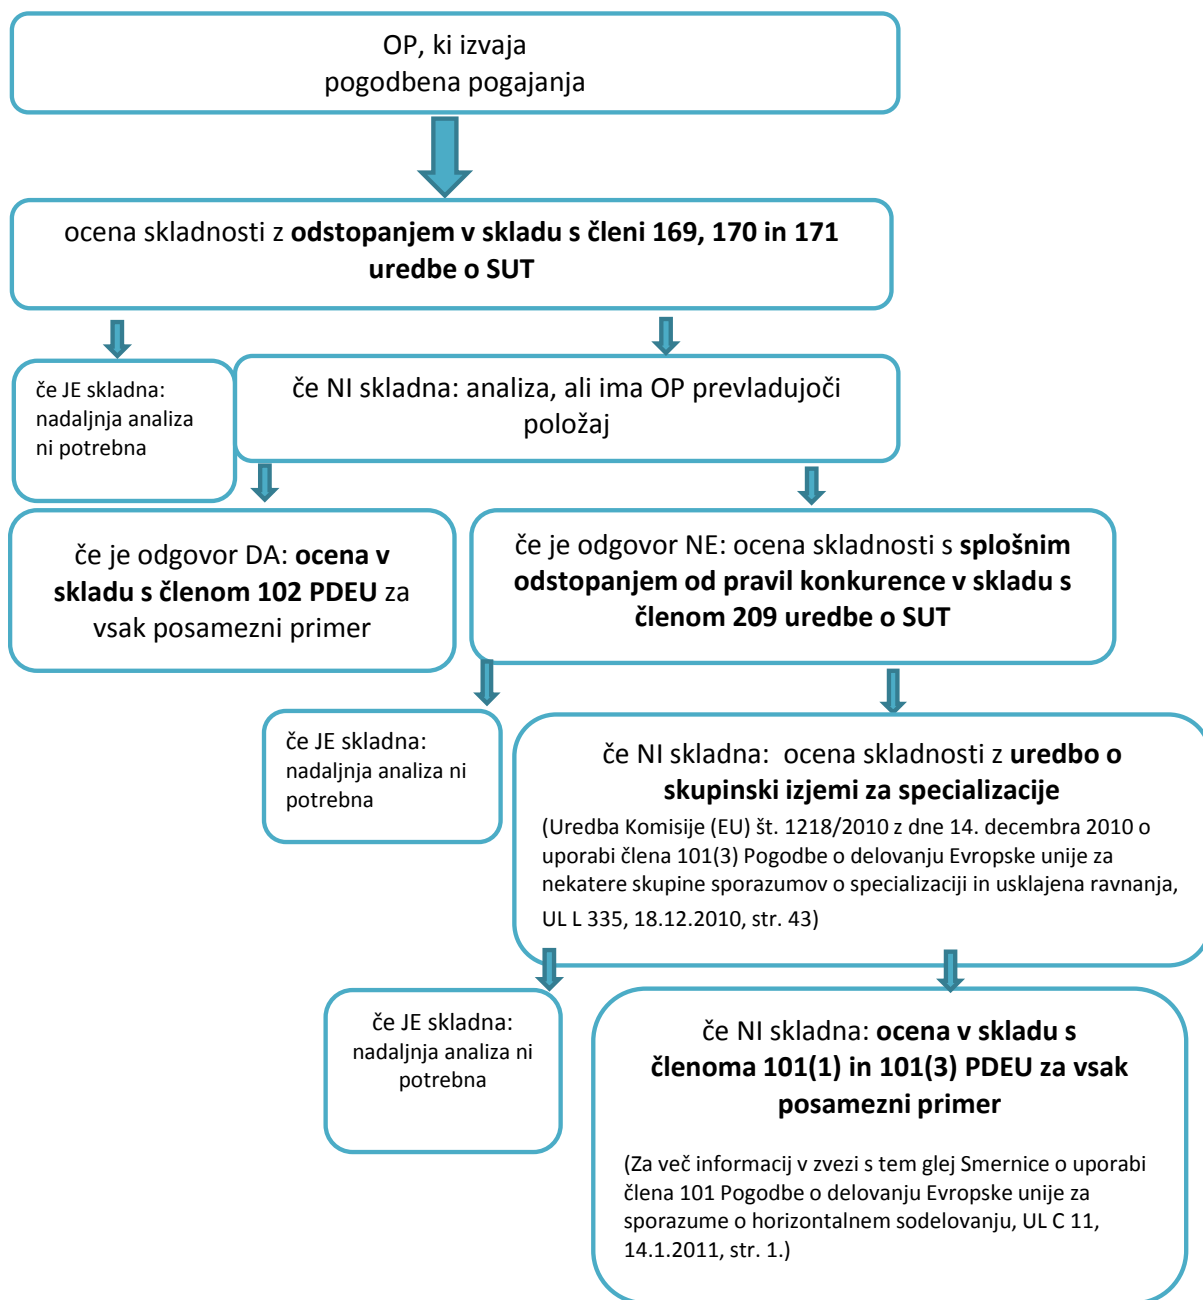 OP, ki izvaja
pogodbena pogajanja
ocena skladnosti z odstopanjem v skladu s členi 169, 170 in 171
uredbe o SUT
če JE skladna:
nadaljnja analiza
ni potrebna
če NI skladna: analiza, ali ima OP prevladujoči
položaj
če je odgovor DA: ocena v
skladu s členom 102 PDEU za
vsak posamezni primer
če je odgovor NE: ocena skladnosti s splošnim
odstopanjem od pravil konkurence v skladu s
členom 209 uredbe o SUT
če JE skladna:
nadaljnja analiza ni
potrebna
če NI skladna: ocena skladnosti z uredbo o
skupinski izjemi za specializacije
(Uredba Komisije (EU) št. 1218/2010 z dne 14. decembra 2010 o
uporabi člena 101(3) Pogodbe o delovanju Evropske unije za
nekatere skupine sporazumov o specializaciji in usklajena ravnanja,
UL L 335, 18.12.2010, str. 43)
če JE skladna:
nadaljnja analiza ni
potrebna
če NI skladna: ocena v skladu s
členoma 101(1) in 101(3) PDEU za vsak
posamezni primer
(Za več informacij v zvezi s tem glej Smernice o uporabi
člena 101 Pogodbe o delovanju Evropske unije za
sporazume o horizontalnem sodelovanju, UL C 11,
14.1.2011, str. 1.)